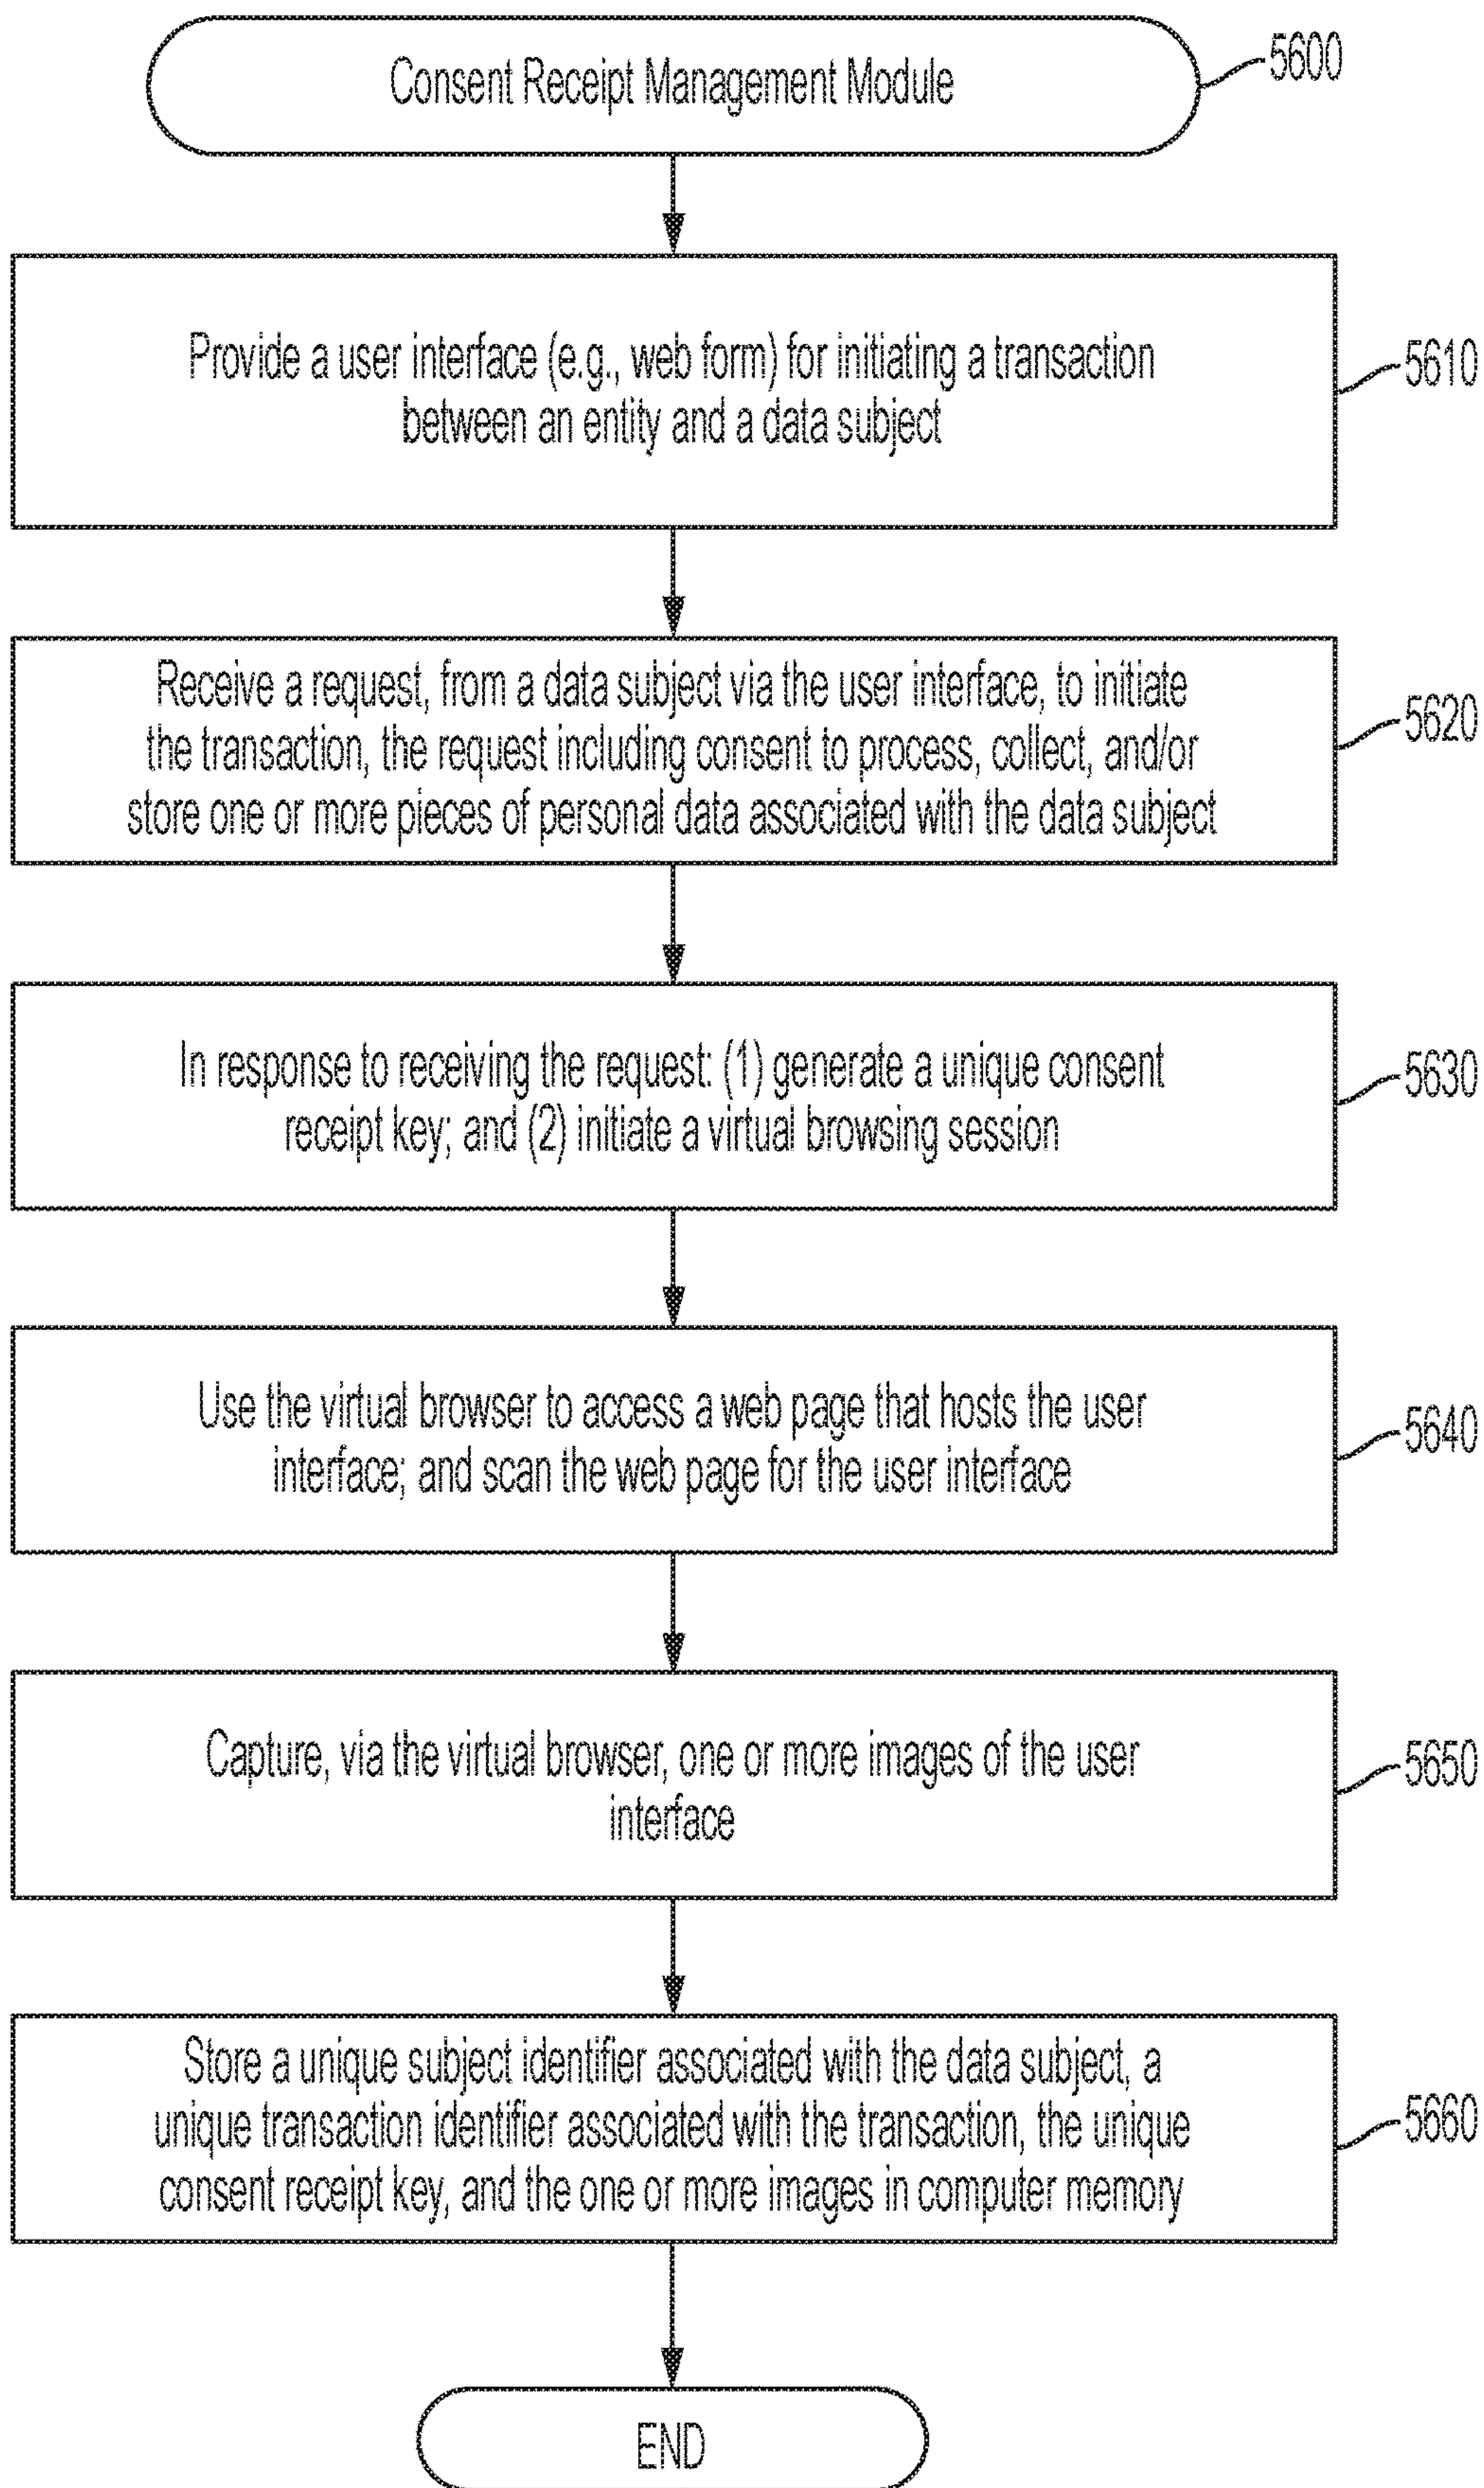 Consent Receipt Management Module
5600
Provide a user interface (e.g., web form) for initiating a transaction
between an entity and a data subject
5610
Receive a request, from a data subject via the user interface, to initiate
the transaction, the request including consent to process, collect, and/or
store one or more pieces of personal data associated with the data subject
5620
In response to receiving the request: (1) generate a unique consent
receipt key; and (2) initiate a virtual browsing session
5630
Use the virtual browser to access a web page that hosts the user
interface; and scan the web page for the user interface
5640
Capture, via the virtual browser, one or more images of the user
interface
5650
Store a unique subject identifier associated with the data subject, a
unique transaction identifier associated with the transaction, the unique
consent receipt key, and the one or more images in computer memory
5660
END